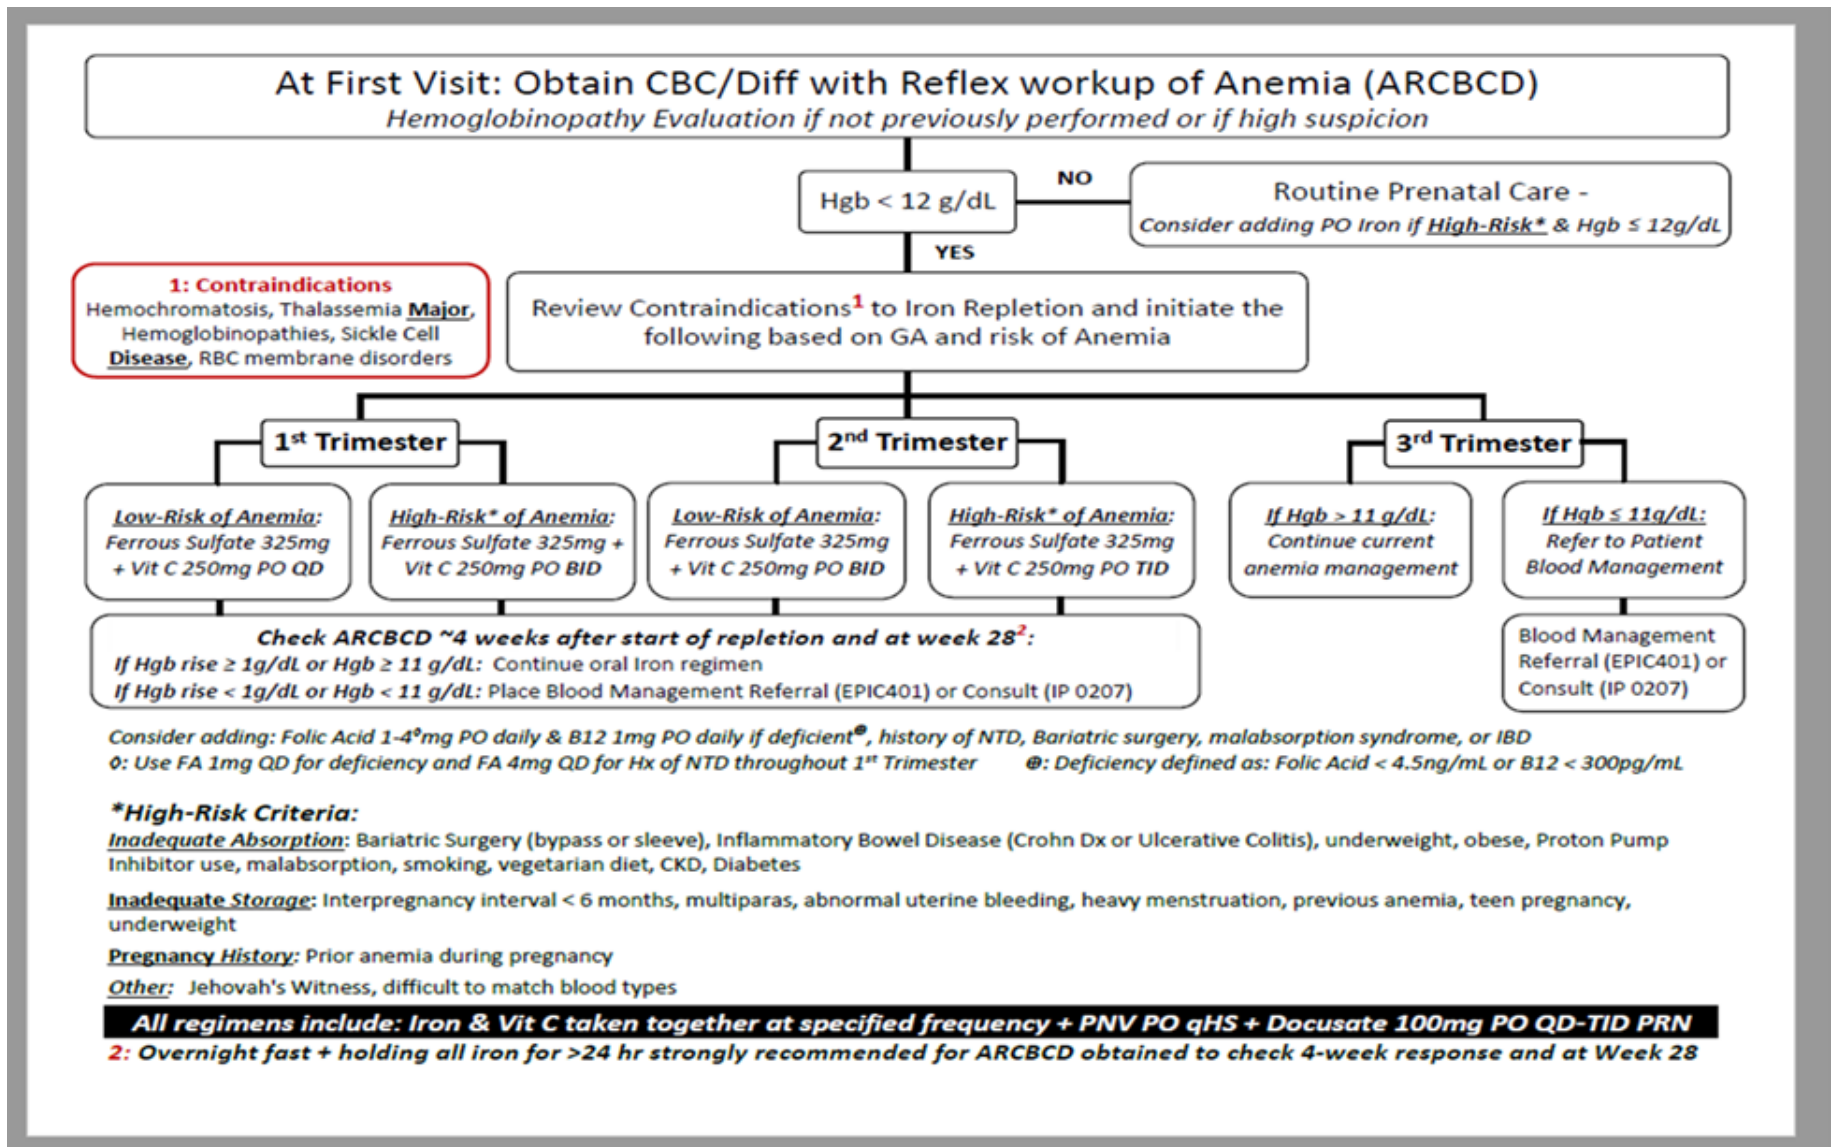 At First Visit: Obtain CBC/Diff with Reflex workup of Anemia (ARCBCD)
Hemoglobinopathy Evaluation if not previously performed or if high suspicion
Hgb < 12 g/dL
NO
Routine Prenatal Care -
Consider adding PO Iron if High-Risk* & Hgb ≤ 12g/dL
YES
1: Contraindications
Hemochromatosis, Thalassemia Major,
Hemoglobinopathies, Sickle Cell
Disease, RBC membrane disorders
Review Contraindications¹ to Iron Repletion and initiate the
following based on GA and risk of Anemia
1st Trimester
2nd Trimester
3rd Trimester
Low-Risk of Anemia:
Ferrous Sulfate 325mg
+ Vit C 250mg PO QD
High-Risk* of Anemia:
Ferrous Sulfate 325mg +
Vit C 250mg PO BID
Low-Risk of Anemia:
Ferrous Sulfate 325mg
+ Vit C 250mg PO BID
High-Risk* of Anemia:
Ferrous Sulfate 325mg
+ Vit C 250mg PO TID
If Hgb > 11 g/dL:
Continue current
anemia management
If Hgb ≤ 11g/dL:
Refer to Patient
Blood Management
Check ARCBCD ~4 weeks after start of repletion and at week 28²:
If Hgb rise ≥ 1g/dL or Hgb ≥ 11 g/dL: Continue oral Iron regimen
If Hgb rise < 1g/dL or Hgb < 11 g/dL: Place Blood Management Referral (EPIC401) or Consult (IP 0207)
Blood Management
Referral (EPIC401) or
Consult (IP 0207)
Consider adding: Folic Acid 1-4◊mg PO daily & B12 1mg PO daily if deficient⊕, history of NTD, Bariatric surgery, malabsorption syndrome, or IBD
◊: Use FA 1mg QD for deficiency and FA 4mg QD for Hx of NTD throughout 1st Trimester ⊕: Deficiency defined as: Folic Acid < 4.5ng/mL or B12 < 300pg/mL
*High-Risk Criteria:
Inadequate Absorption: Bariatric Surgery (bypass or sleeve), Inflammatory Bowel Disease (Crohn Dx or Ulcerative Colitis), underweight, obese, Proton Pump
Inhibitor use, malabsorption, smoking, vegetarian diet, CKD, Diabetes
Inadequate Storage: Interpregnancy interval < 6 months, multiparas, abnormal uterine bleeding, heavy menstruation, previous anemia, teen pregnancy,
underweight
Pregnancy History: Prior anemia during pregnancy
Other: Jehovah's Witness, difficult to match blood types
All regimens include: Iron & Vit C taken together at specified frequency + PNV PO qHS + Docusate 100mg PO QD-TID PRN
2: Overnight fast + holding all iron for >24 hr strongly recommended for ARCBCD obtained to check 4-week response and at Week 28